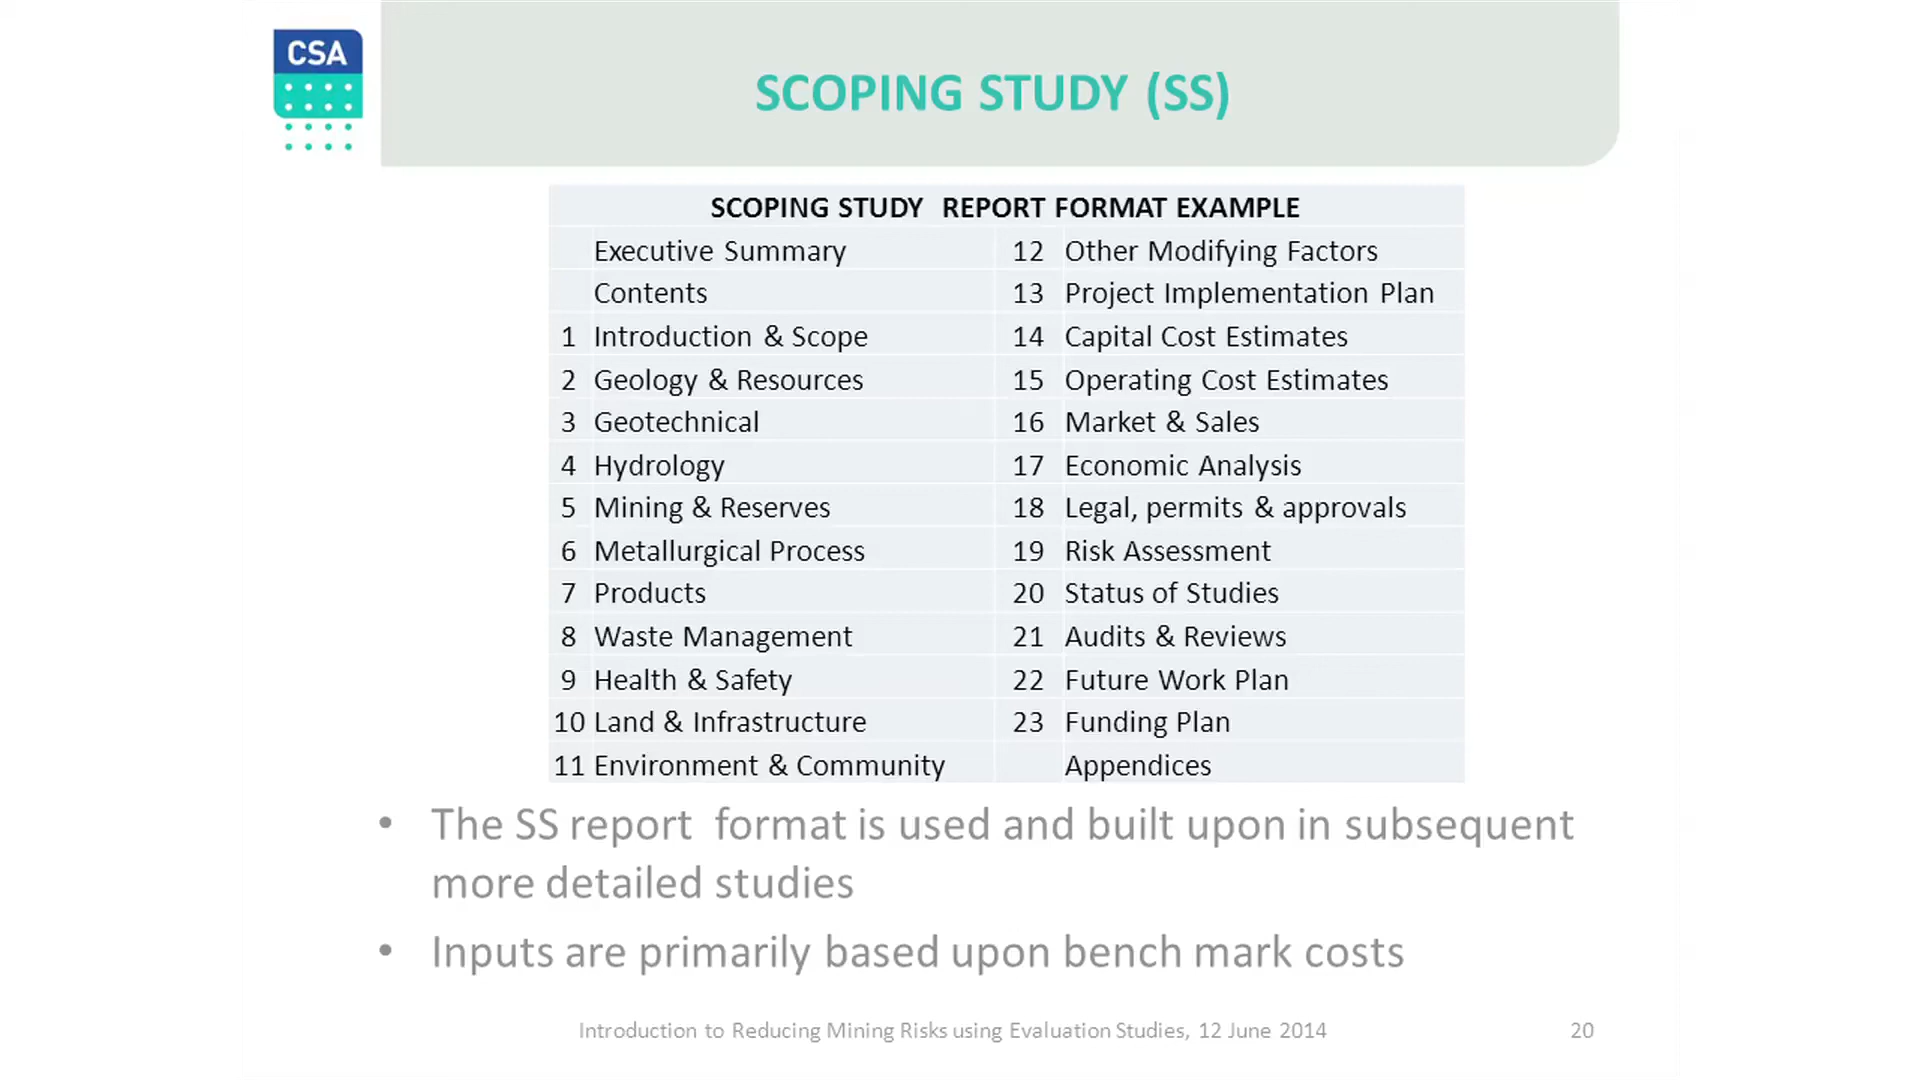 CSA
SCOPING STUDY (SS)
SCOPING STUDY REPORT FORMAT EXAMPLE
Executive Summary 12 Other Modifying Factors
Contents 13 Project Implementation Plan
1 Introduction & Scope 14 Capital Cost Estimates
2 Geology & Resources 15 Operating Cost Estimates
3 Geotechnical 16 Market & Sales
4 Hydrology 17 Economic Analysis
5 Mining & Reserves 18 Legal, permits & approvals
6 Metallurgical Process 19 Risk Assessment
7 Products 20 Status of Studies
8 Waste Management 21 Audits & Reviews
9 Health & Safety 22 Future Work Plan
10 Land & Infrastructure 23 Funding Plan
11 Environment & Community Appendices
• The SS report format is used and built upon in subsequent
more detailed studies
• Inputs are primarily based upon bench mark costs
Introduction to Reducing Mining Risks using Evaluation Studies, 12 June 2014 20